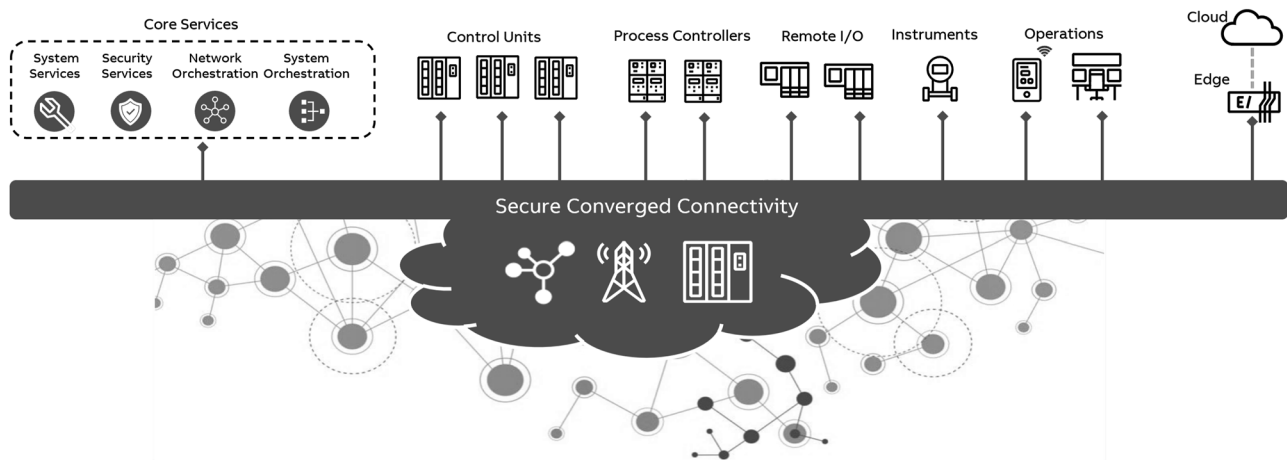 Core Services
System
Services
Security
Services
Network
Orchestration
System
Orchestration
Control Units
Process Controllers
Remote I/O
Instruments
Operations
Cloud
Edge
E/
Secure Converged Connectivity